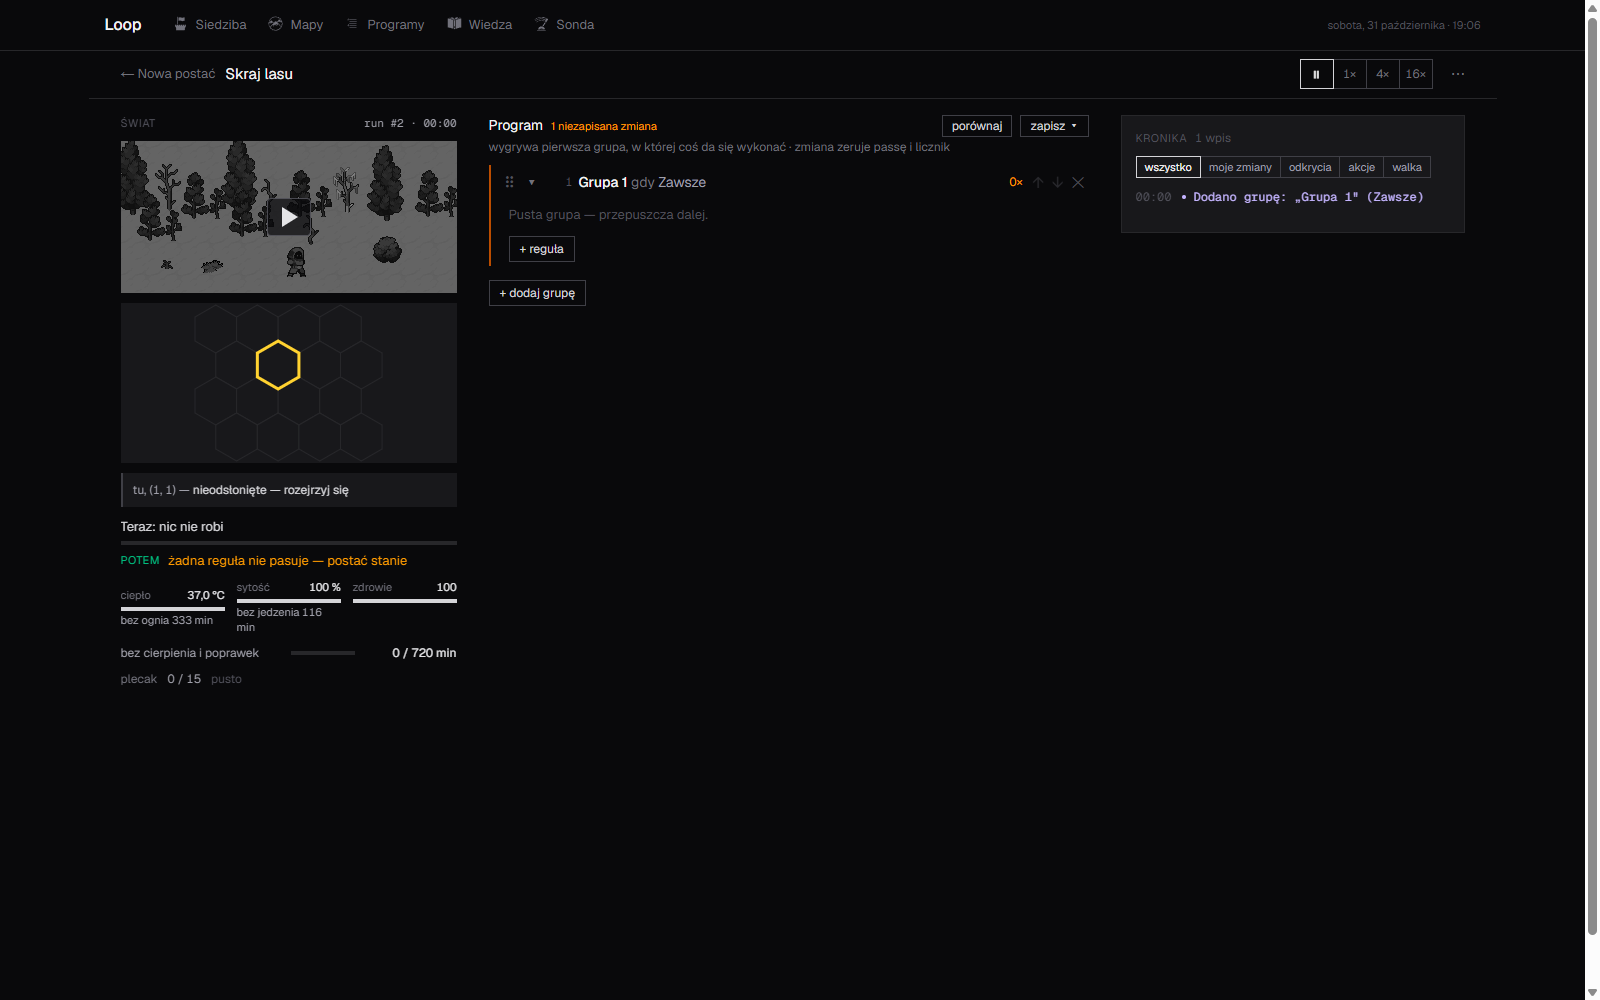 Loop Siedziba Mapy Programy Wiedza Sonda sobota, 31 października · 19:06
← Nowa postać Skraj lasu 1× 4× 16× ···
ŚWIAT run #2 · 00:00
Program 1 niezapisana zmiana porównaj zapisz
wygrywa pierwsza grupa, w której coś da się wykonać · zmiana zeruje passę i licznik
1 Grupa 1 gdy Zawsze 0×
Pusta grupa — przepuszcza dalej.
+ reguła
+ dodaj grupę
tu, (1, 1) — nieodsłonięte — rozejrzyj się
Teraz: nic nie robi
POTEM żadna reguła nie pasuje — postać stanie
ciepło 37,0 °C
bez ognia 333 min
sytość 100 %
bez jedzenia 116
min
zdrowie 100
bez cierpienia i poprawek 0 / 720 min
plecak 0 / 15 pusto
KRONIKA 1 wpis
wszystko moje zmiany odkrycia akcje walka
00:00 • Dodano grupę: „Grupa 1" (Zawsze)